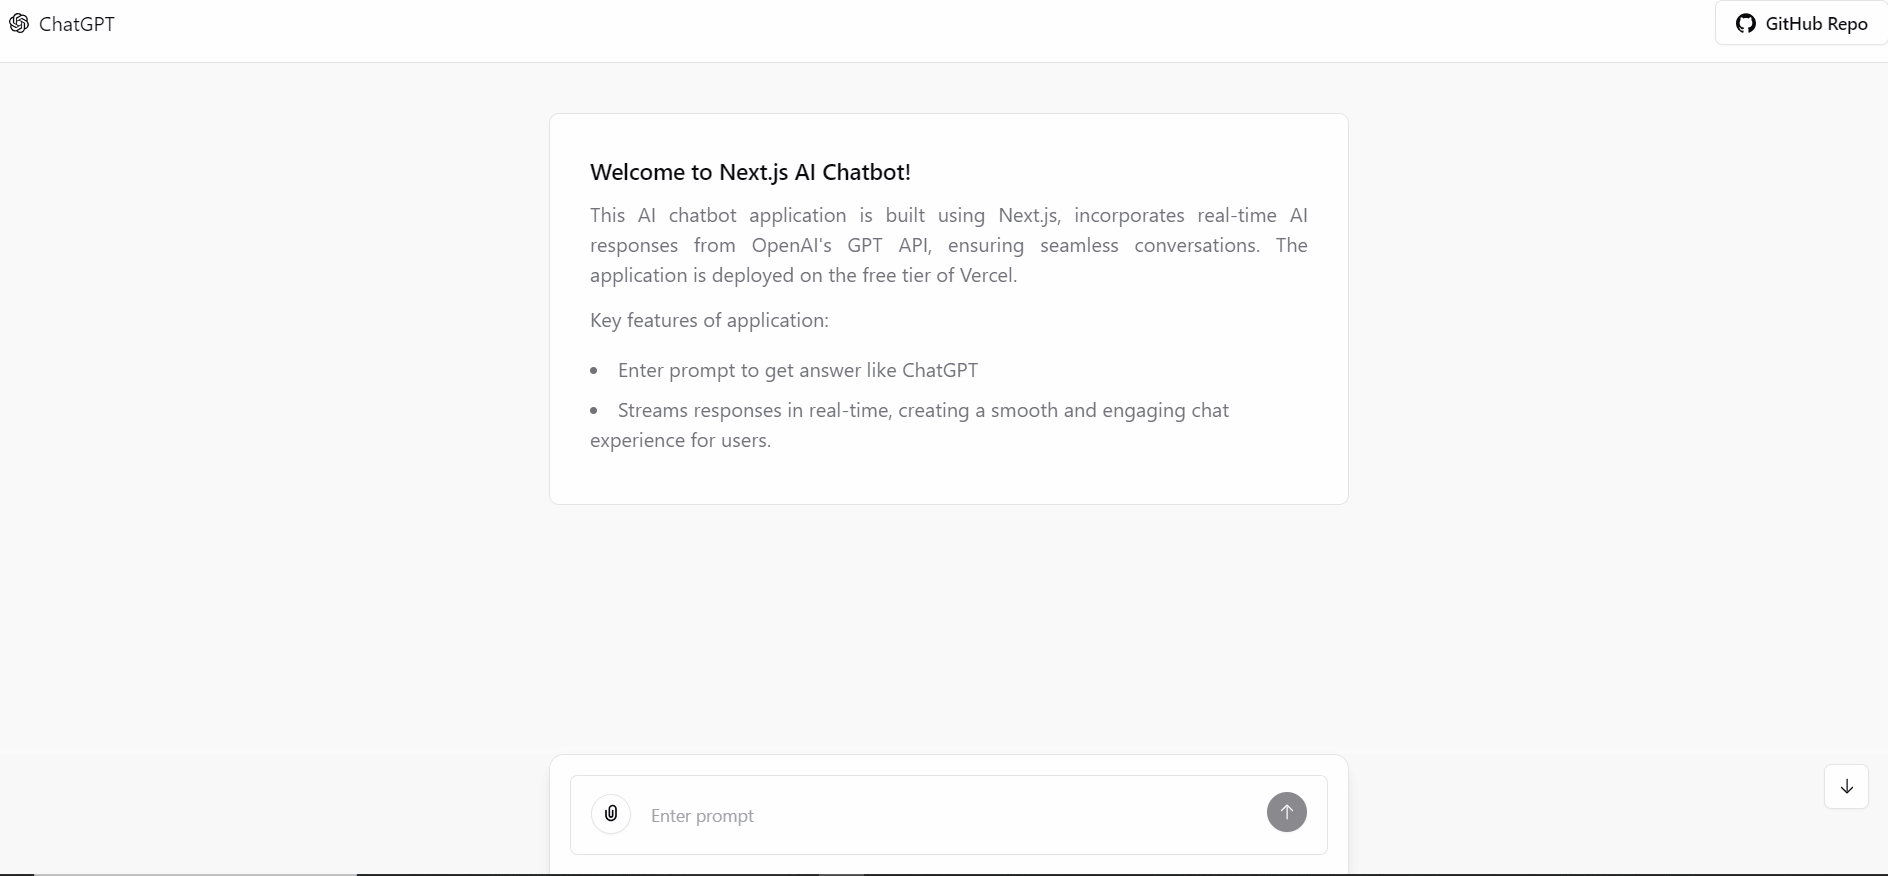 ChatGPT
GitHub Repo
Welcome to Next.js AI Chatbot!
This AI chatbot application is built using Next.js, incorporates real-time AI
responses from OpenAI's GPT API, ensuring seamless conversations. The
application is deployed on the free tier of Vercel.
Key features of application:
• Enter prompt to get answer like ChatGPT
• Streams responses in real-time, creating a smooth and engaging chat
experience for users.
Enter prompt